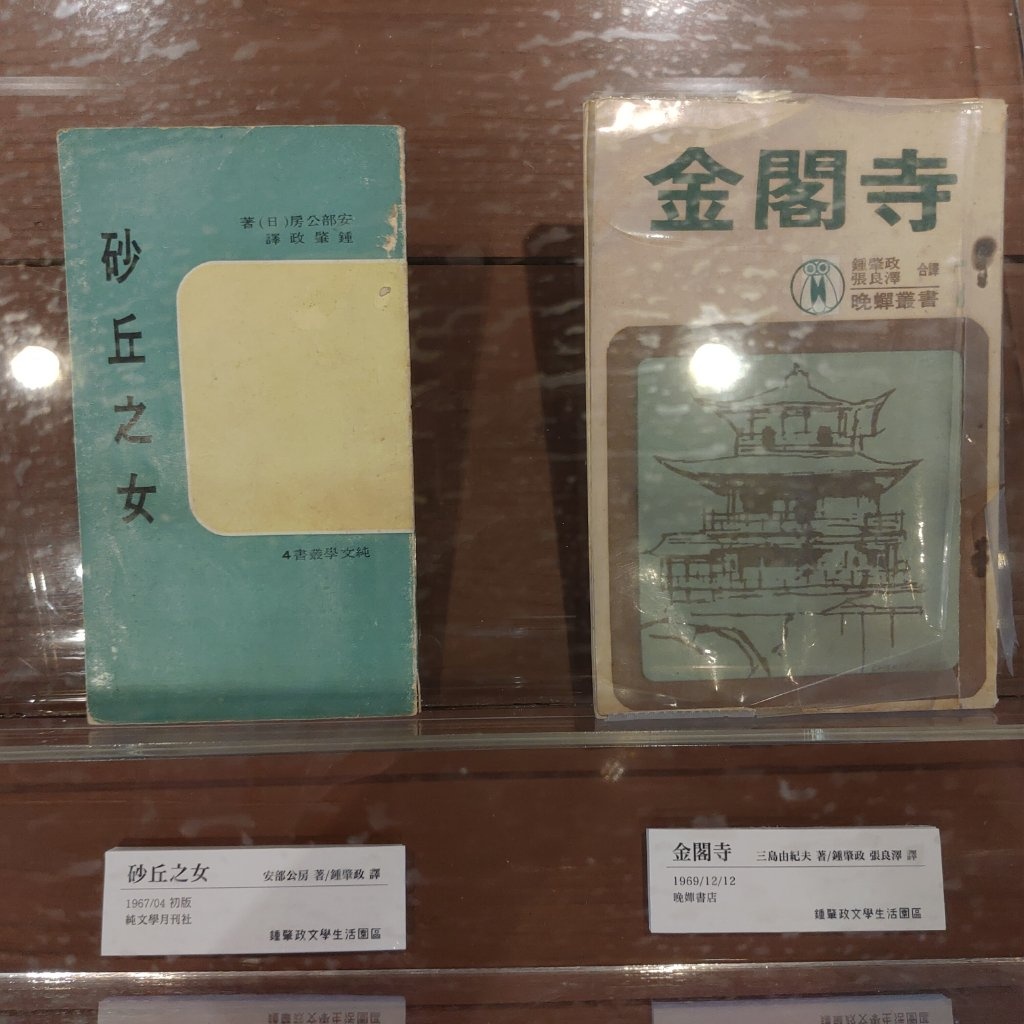 砂丘之女
安部公房(日)著
鍾肇政譯
純文學叢書4
金閣寺
鍾肇政
張良澤 合譯
晚蟬叢書
砂丘之女 安部公房 著/鍾肇政 譯
1967/04 初版
純文學月刊社
鍾肇政文學生活園區
金閣寺 三島由紀夫 著/鍾肇政 張良澤 譯
1969/12/12
晚嬋書店
鍾肇政文學生活園區